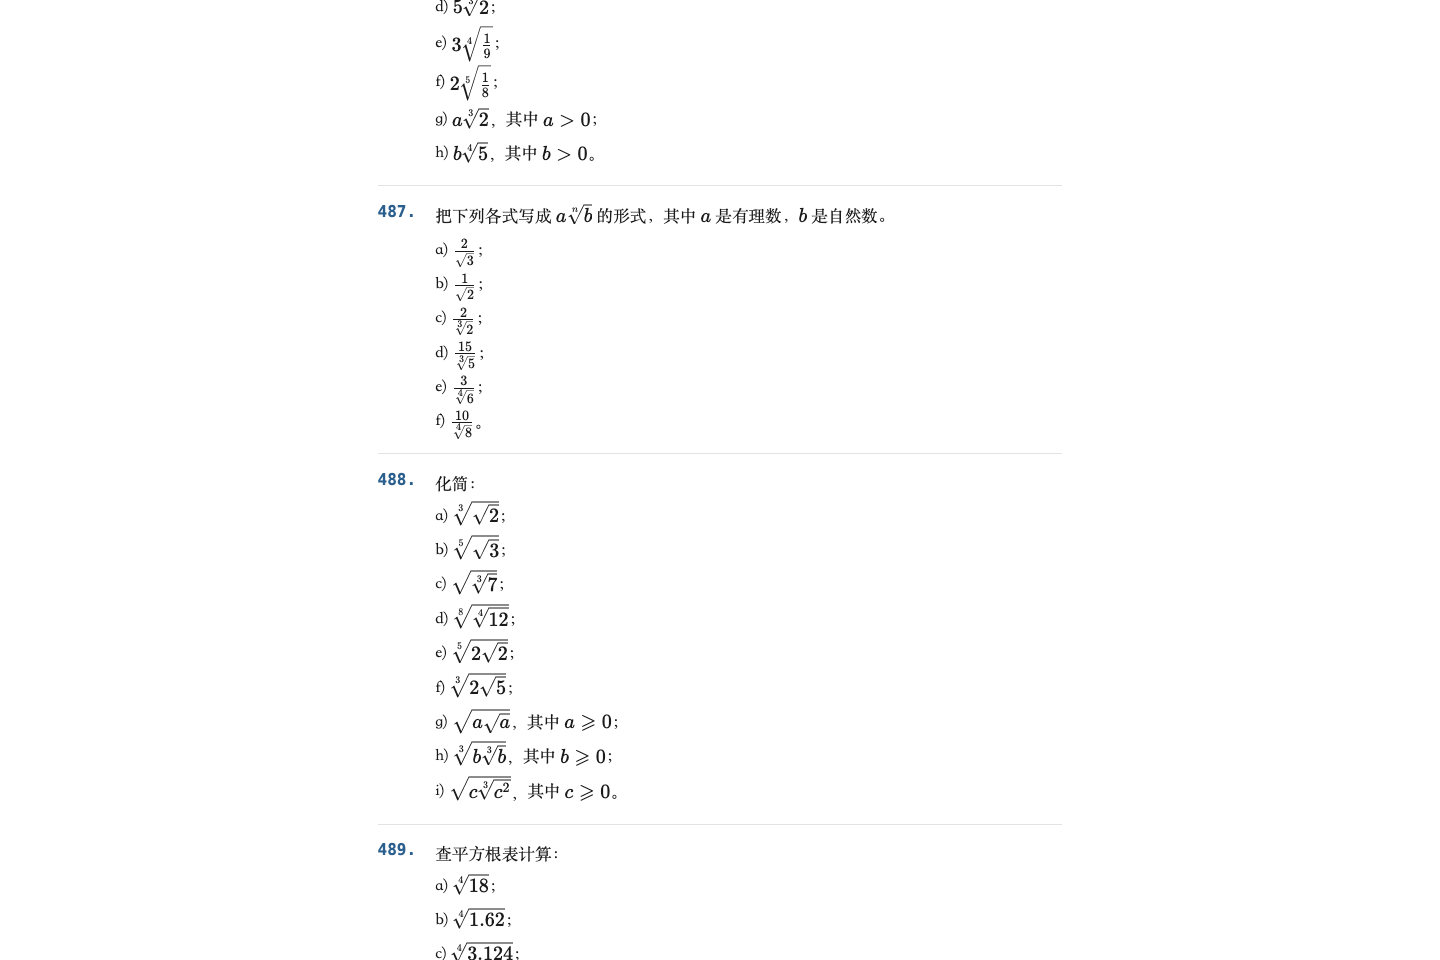 d) 5∛2;
e) 3∜(1/9);
f) 2⁵√(1/8);
g) a∛2, 其中 a > 0;
h) b∜5, 其中 b > 0。
487. 把下列各式写成 aⁿ√b 的形式, 其中 a 是有理数, b 是自然数。
a) 2/√3;
b) 1/√2;
c) 2/∛2;
d) 15/∛5;
e) 3/∜6;
f) 10/∜8。
488. 化简:
a) ∛(√2);
b) ⁵√(√3);
c) √(∛7);
d) ⁸√(∜12);
e) ⁵√(2√2);
f) ∛(2√5);
g) √(a√a), 其中 a ⩾ 0;
h) ∛(b∛b), 其中 b ⩾ 0;
i) √(c∛(c²)), 其中 c ⩾ 0。
489. 查平方根表计算:
a) ∜18;
b) ∜1.62;
c) ∜3.124;